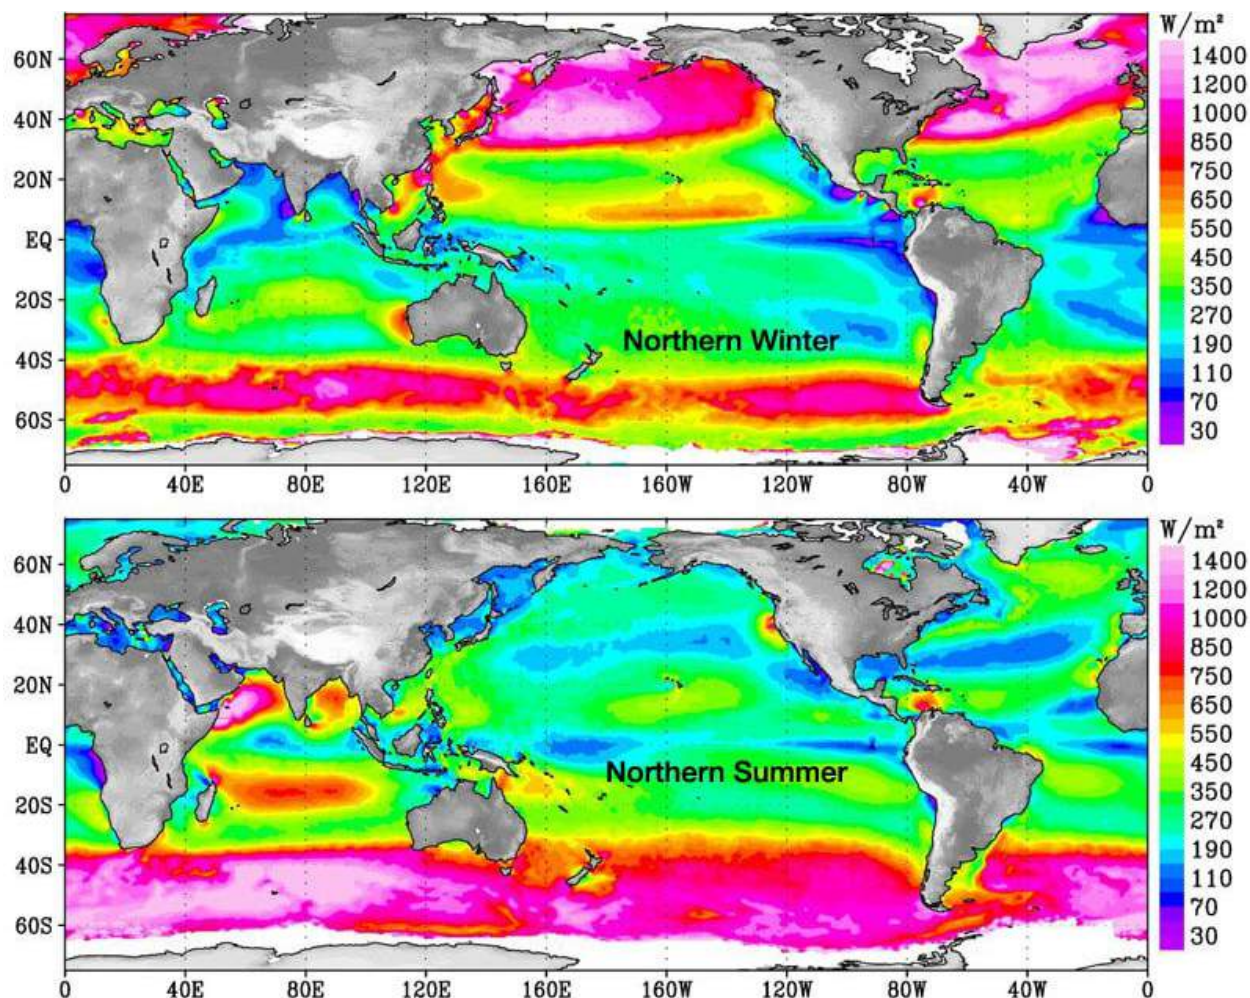 W/m²
60N
40N
20N
EQ
20S
40S
60S
Northern Winter
1400
1200
1000
850
750
650
550
450
350
270
190
110
70
30
0
40E
80E
120E
160E
160W
120W
80W
40W
0
W/m²
60N
40N
20N
EQ
20S
40S
60S
Northern Summer
1400
1200
1000
850
750
650
550
450
350
270
190
110
70
30
0
40E
80E
120E
160E
160W
120W
80W
40W
0